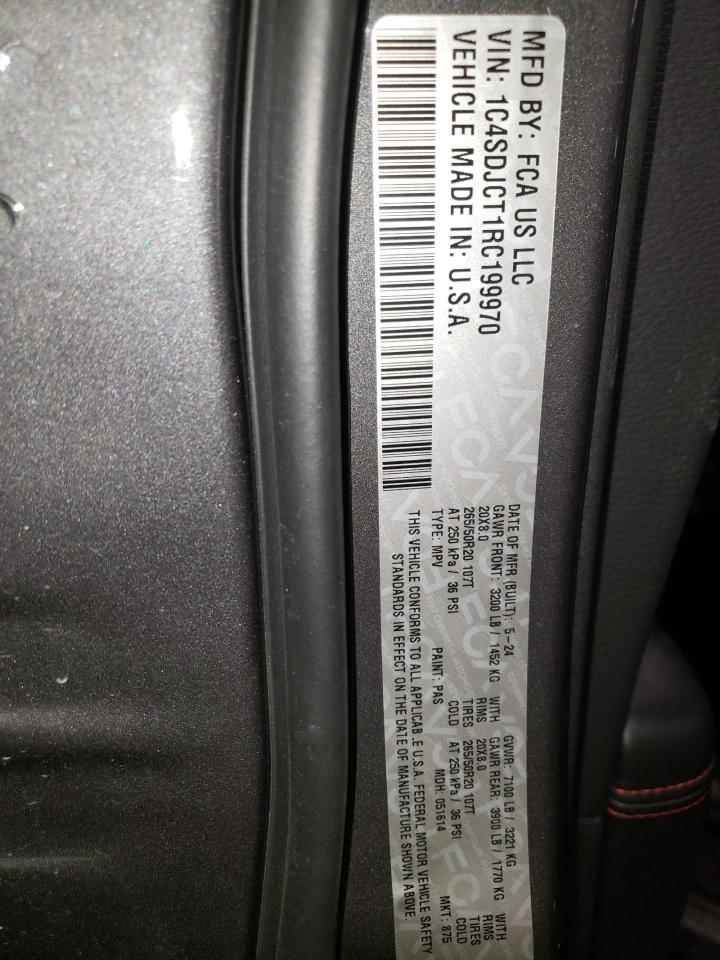 MFD BY: FCA US LLC
VIN: 1C4SDJCT1RC199970
VEHICLE MADE IN: U.S.A.
DATE OF MFR (BUILT): 5-24 GVWR: 7100 LB / 3221 KG
GAWR FRONT: 3200 LB / 1452 KG WITH GAWR REAR: 3900 LB / 1770 KG WITH
20X8.0 RIMS 20X8.0 RIMS
265/50R20 107T TIRES 265/50R20 107T TIRES
AT 250 kPa / 36 PSI COLD AT 250 kPa / 36 PSI COLD
TYPE: MPV PAINT: PAS MDH: 051614 MKT: 875
THIS VEHICLE CONFORMS TO ALL APPLICAB.E U.S.A. FEDERAL MOTOR VEHICLE SAFETY
STANDARDS IN EFFECT ON THE DATE OF MANUFACTURE SHOWN ABOVE.